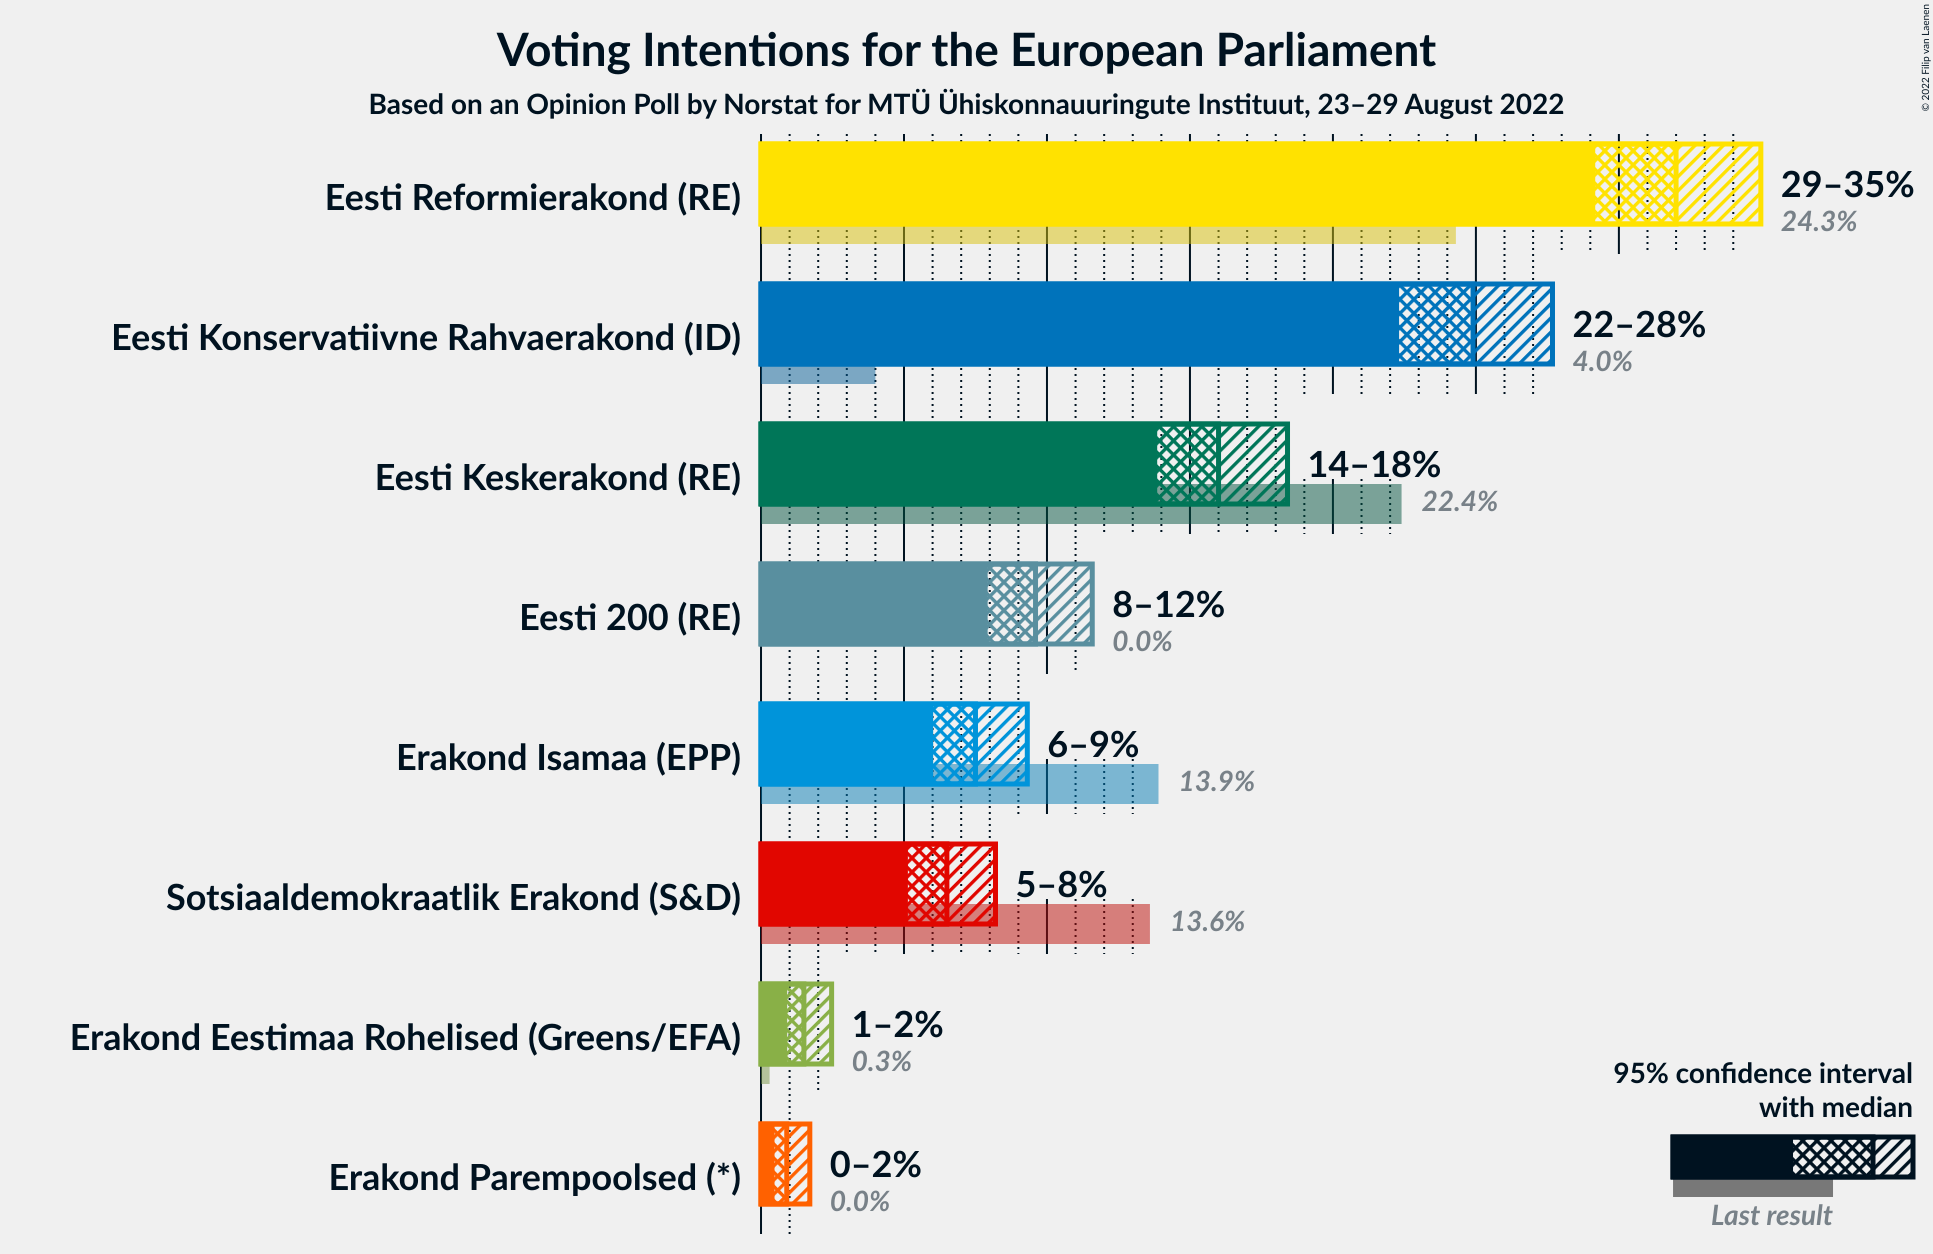 Voting Intentions for the European Parliament
Based on an Opinion Poll by Norstat for MTÜ Ühiskonnauuringute Instituut, 23–29 August 2022
© 2022 Filip van Laenen
Eesti Reformierakond (RE)
29–35%
24.3%
Eesti Konservatiivne Rahvaerakond (ID)
22–28%
4.0%
Eesti Keskerakond (RE)
14–18%
22.4%
Eesti 200 (RE)
8–12%
0.0%
Erakond Isamaa (EPP)
6–9%
13.9%
Sotsiaaldemokraatlik Erakond (S&D)
5–8%
13.6%
Erakond Eestimaa Rohelised (Greens/EFA)
1–2%
0.3%
Erakond Parempoolsed (*)
0–2%
0.0%
95% confidence interval
with median
Last result